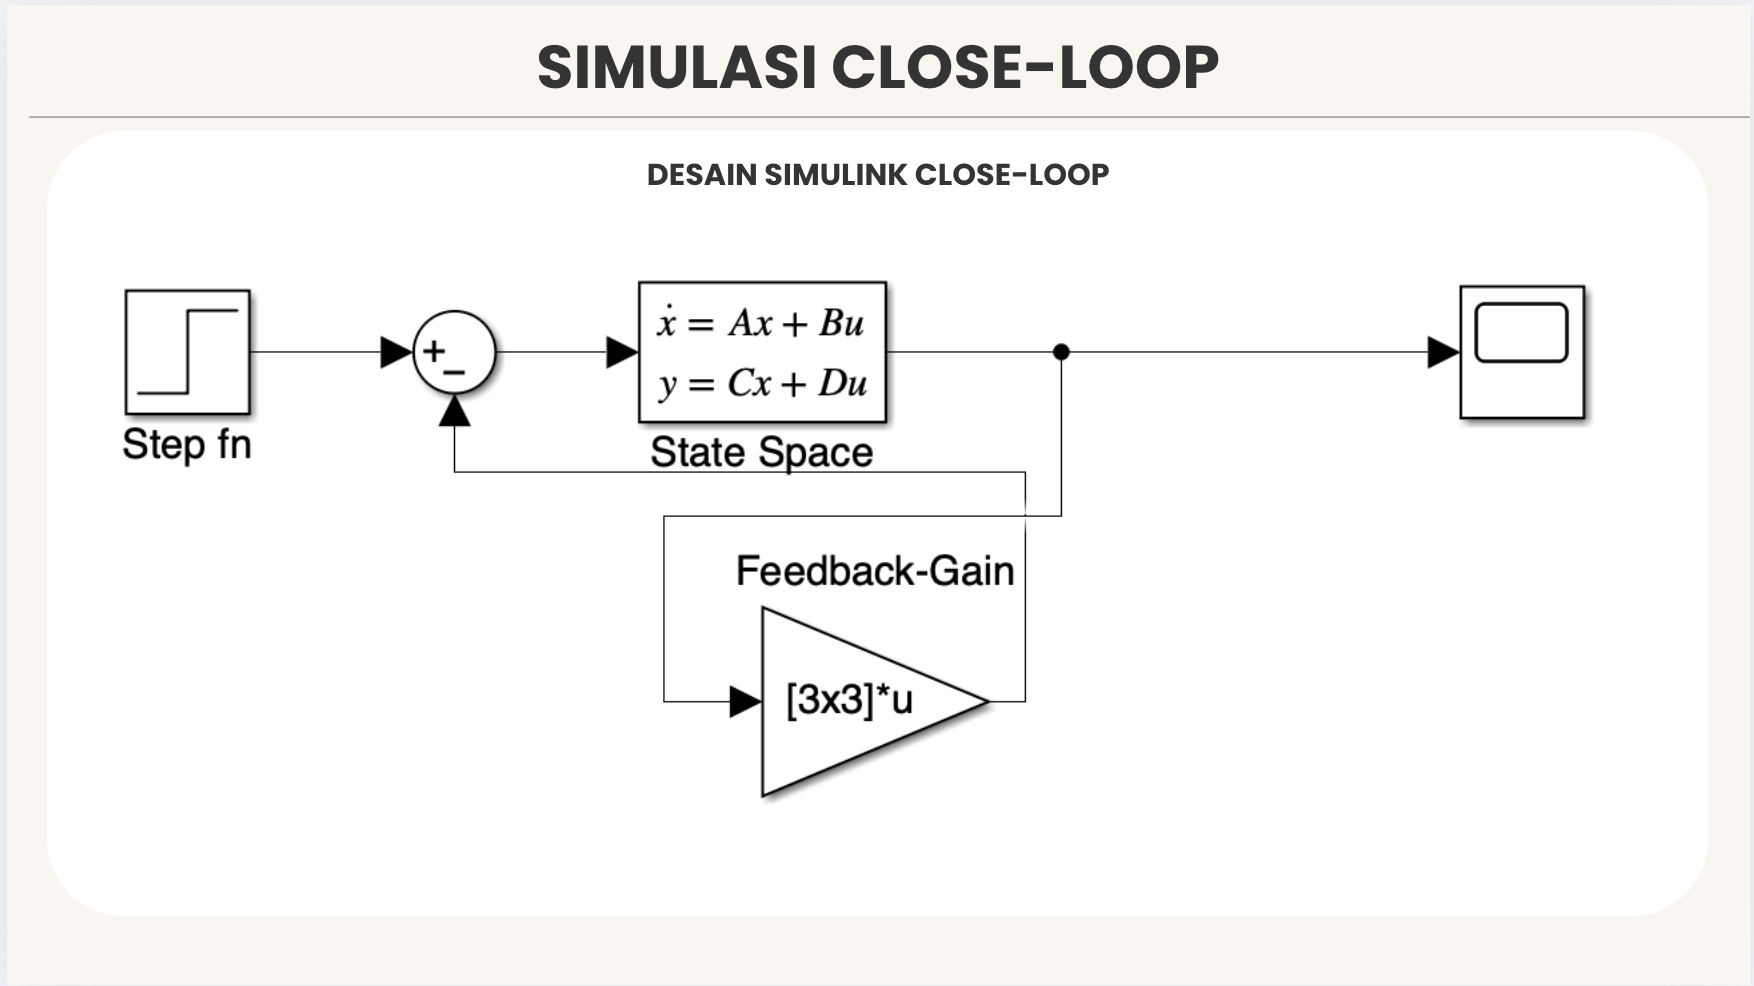 SIMULASI CLOSE-LOOP
DESAIN SIMULINK CLOSE-LOOP
+
−
ẋ = Ax + Bu
y = Cx + Du
Step fn
State Space
Feedback-Gain
[3x3]*u